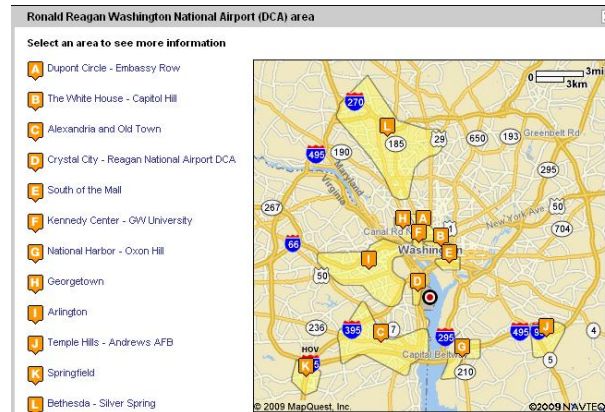 Ronald Reagan Washington National Airport (DCA) area
Select an area to see more information
A Dupont Circle - Embassy Row
B The White House - Capitol Hill
C Alexandria and Old Town
D Crystal City - Reagan National Airport DCA
E South of the Mall
F Kennedy Center - GW University
G National Harbor - Oxon Hill
H Georgetown
I Arlington
J Temple Hills - Andrews AFB
K Springfield
L Bethesda - Silver Spring
0 3mi
3km
270
L
185
29
650
193
Greenbelt Rd
495
190
Maryland
Virginia
295
267
50
New York Ave
704
H A
Canal Rd
F B 1
Washington
E
66
I
50
D
236
395
C 7
295
G
495
J
4
HOV
Capital Beltway
K
210
5
© 2009 MapQuest, Inc.
©2009 NAVTEQ